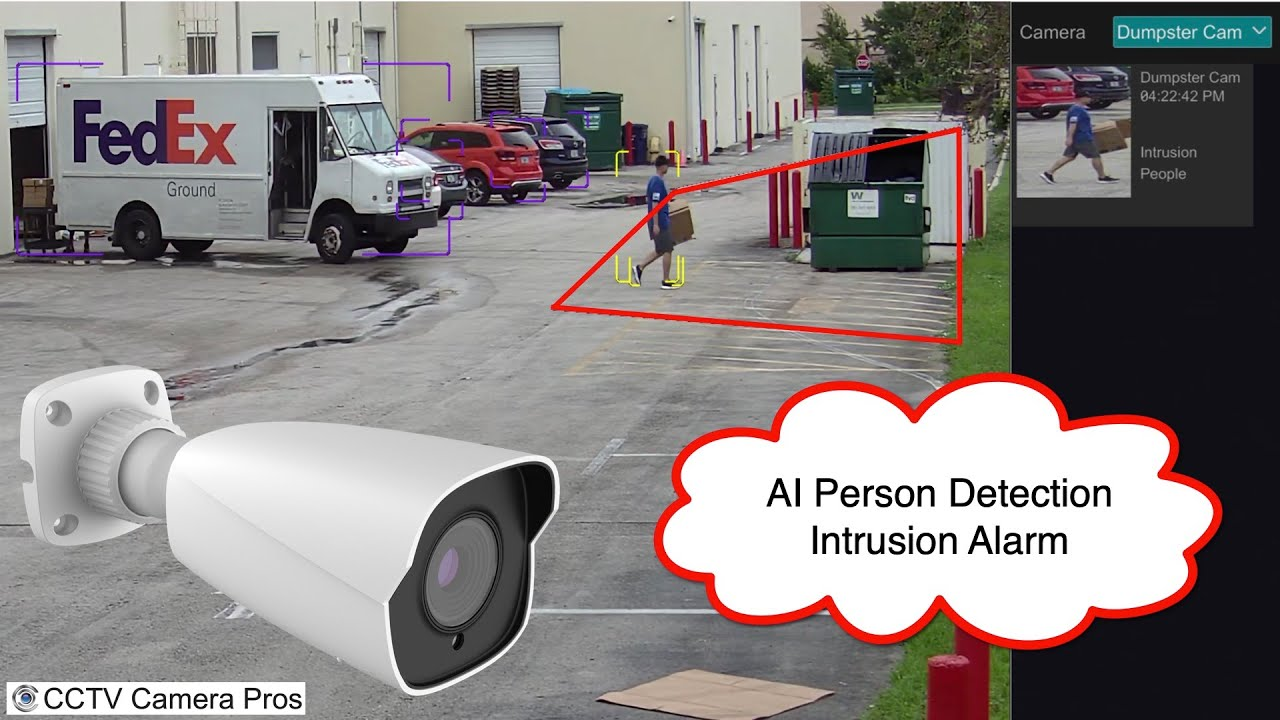 FedEx
Ground
Camera
Dumpster Cam
Dumpster Cam
04:22:42 PM
Intrusion
People
AI Person Detection
Intrusion Alarm
CCTV Camera Pros